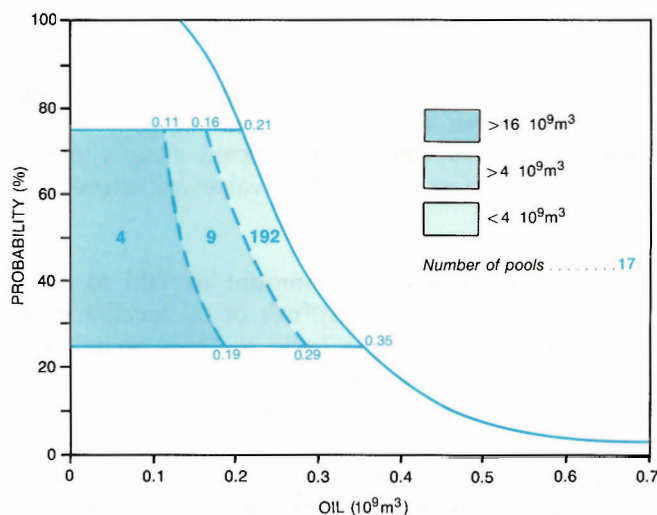 100
80
60
40
20
0
PROBABILITY (%)
0.11 0.16 0.21
4 9 192
0.19 0.29 0.35
>16 10⁹m³
>4 10⁹m³
<4 10⁹m³
Number of pools ........17
0 0.1 0.2 0.3 0.4 0.5 0.6 0.7
OIL (10⁹m³)